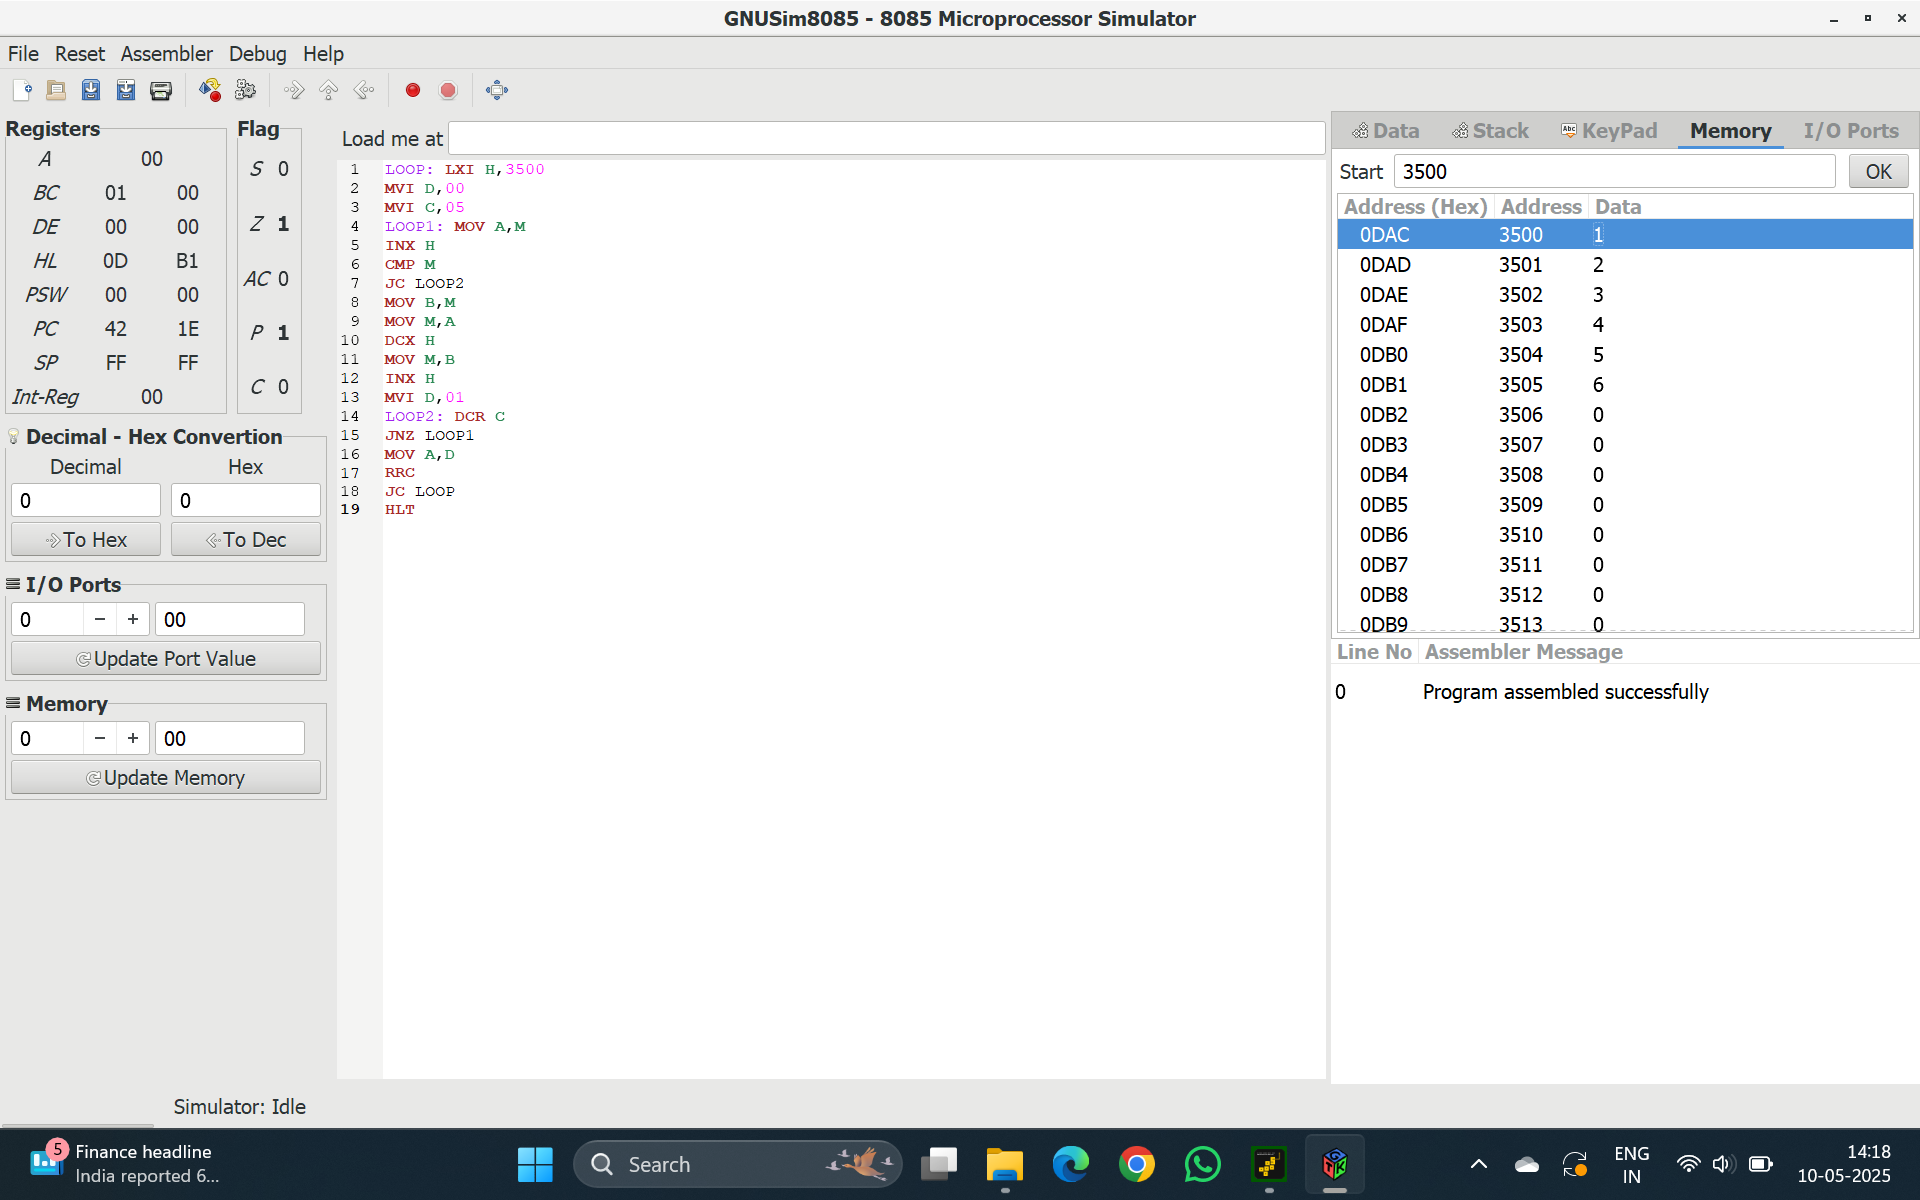 GNUSim8085 - 8085 Microprocessor Simulator
File Reset Assembler Debug Help
Registers
A 00
BC 01 00
DE 00 00
HL 0D B1
PSW 00 00
PC 42 1E
SP FF FF
Int-Reg 00
Flag
S 0
Z 1
AC 0
P 1
C 0
Decimal - Hex Convertion
Decimal Hex
0 0
To Hex To Dec
I/O Ports
0 − + 00
Update Port Value
Memory
0 − + 00
Update Memory
Load me at
1 LOOP: LXI H,3500
2 MVI D,00
3 MVI C,05
4 LOOP1: MOV A,M
5 INX H
6 CMP M
7 JC LOOP2
8 MOV B,M
9 MOV M,A
10 DCX H
11 MOV M,B
12 INX H
13 MVI D,01
14 LOOP2: DCR C
15 JNZ LOOP1
16 MOV A,D
17 RRC
18 JC LOOP
19 HLT
Data Stack Abc KeyPad Memory I/O Ports
Start 3500 OK
Address (Hex) Address Data
0DAC 3500 1
0DAD 3501 2
0DAE 3502 3
0DAF 3503 4
0DB0 3504 5
0DB1 3505 6
0DB2 3506 0
0DB3 3507 0
0DB4 3508 0
0DB5 3509 0
0DB6 3510 0
0DB7 3511 0
0DB8 3512 0
0DB9 3513 0
Line No Assembler Message
0 Program assembled successfully
Simulator: Idle
5 Finance headline
India reported 6...
Search
ENG
IN
14:18
10-05-2025